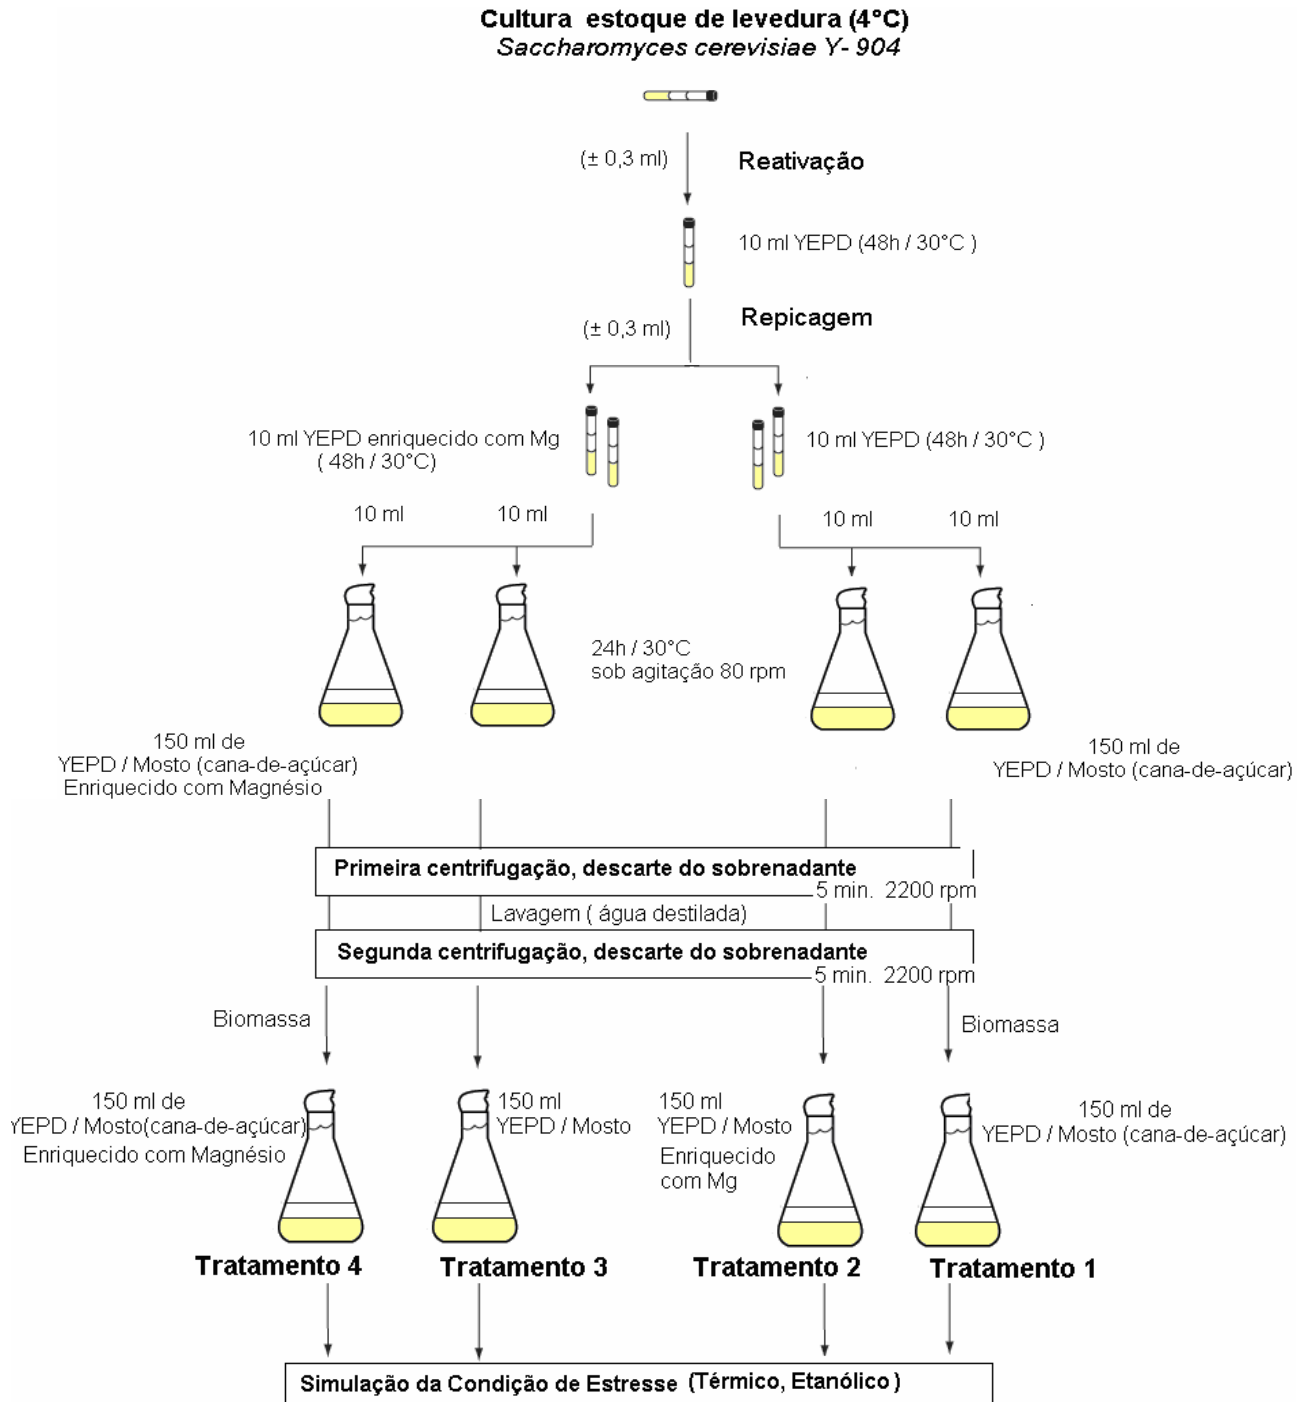 Cultura estoque de levedura (4°C)
Saccharomyces cerevisiae Y- 904
(± 0,3 ml)
Reativação
10 ml YEPD (48h / 30°C )
(± 0,3 ml)
Repicagem
10 ml YEPD enriquecido com Mg
( 48h / 30°C)
10 ml YEPD (48h / 30°C )
10 ml
10 ml
10 ml
10 ml
24h / 30°C
sob agitação 80 rpm
150 ml de
YEPD / Mosto (cana-de-açúcar)
Enriquecido com Magnésio
150 ml de
YEPD / Mosto (cana-de-açúcar)
Primeira centrifugação, descarte do sobrenadante
5 min. 2200 rpm
Lavagem ( água destilada)
Segunda centrifugação, descarte do sobrenadante
5 min. 2200 rpm
Biomassa
Biomassa
150 ml de
YEPD / Mosto(cana-de-açúcar)
Enriquecido com Magnésio
150 ml
YEPD / Mosto
150 ml
YEPD / Mosto
Enriquecido
com Mg
150 ml de
YEPD / Mosto (cana-de-açúcar)
Tratamento 4
Tratamento 3
Tratamento 2
Tratamento 1
Simulação da Condição de Estresse (Térmico, Etanólico )